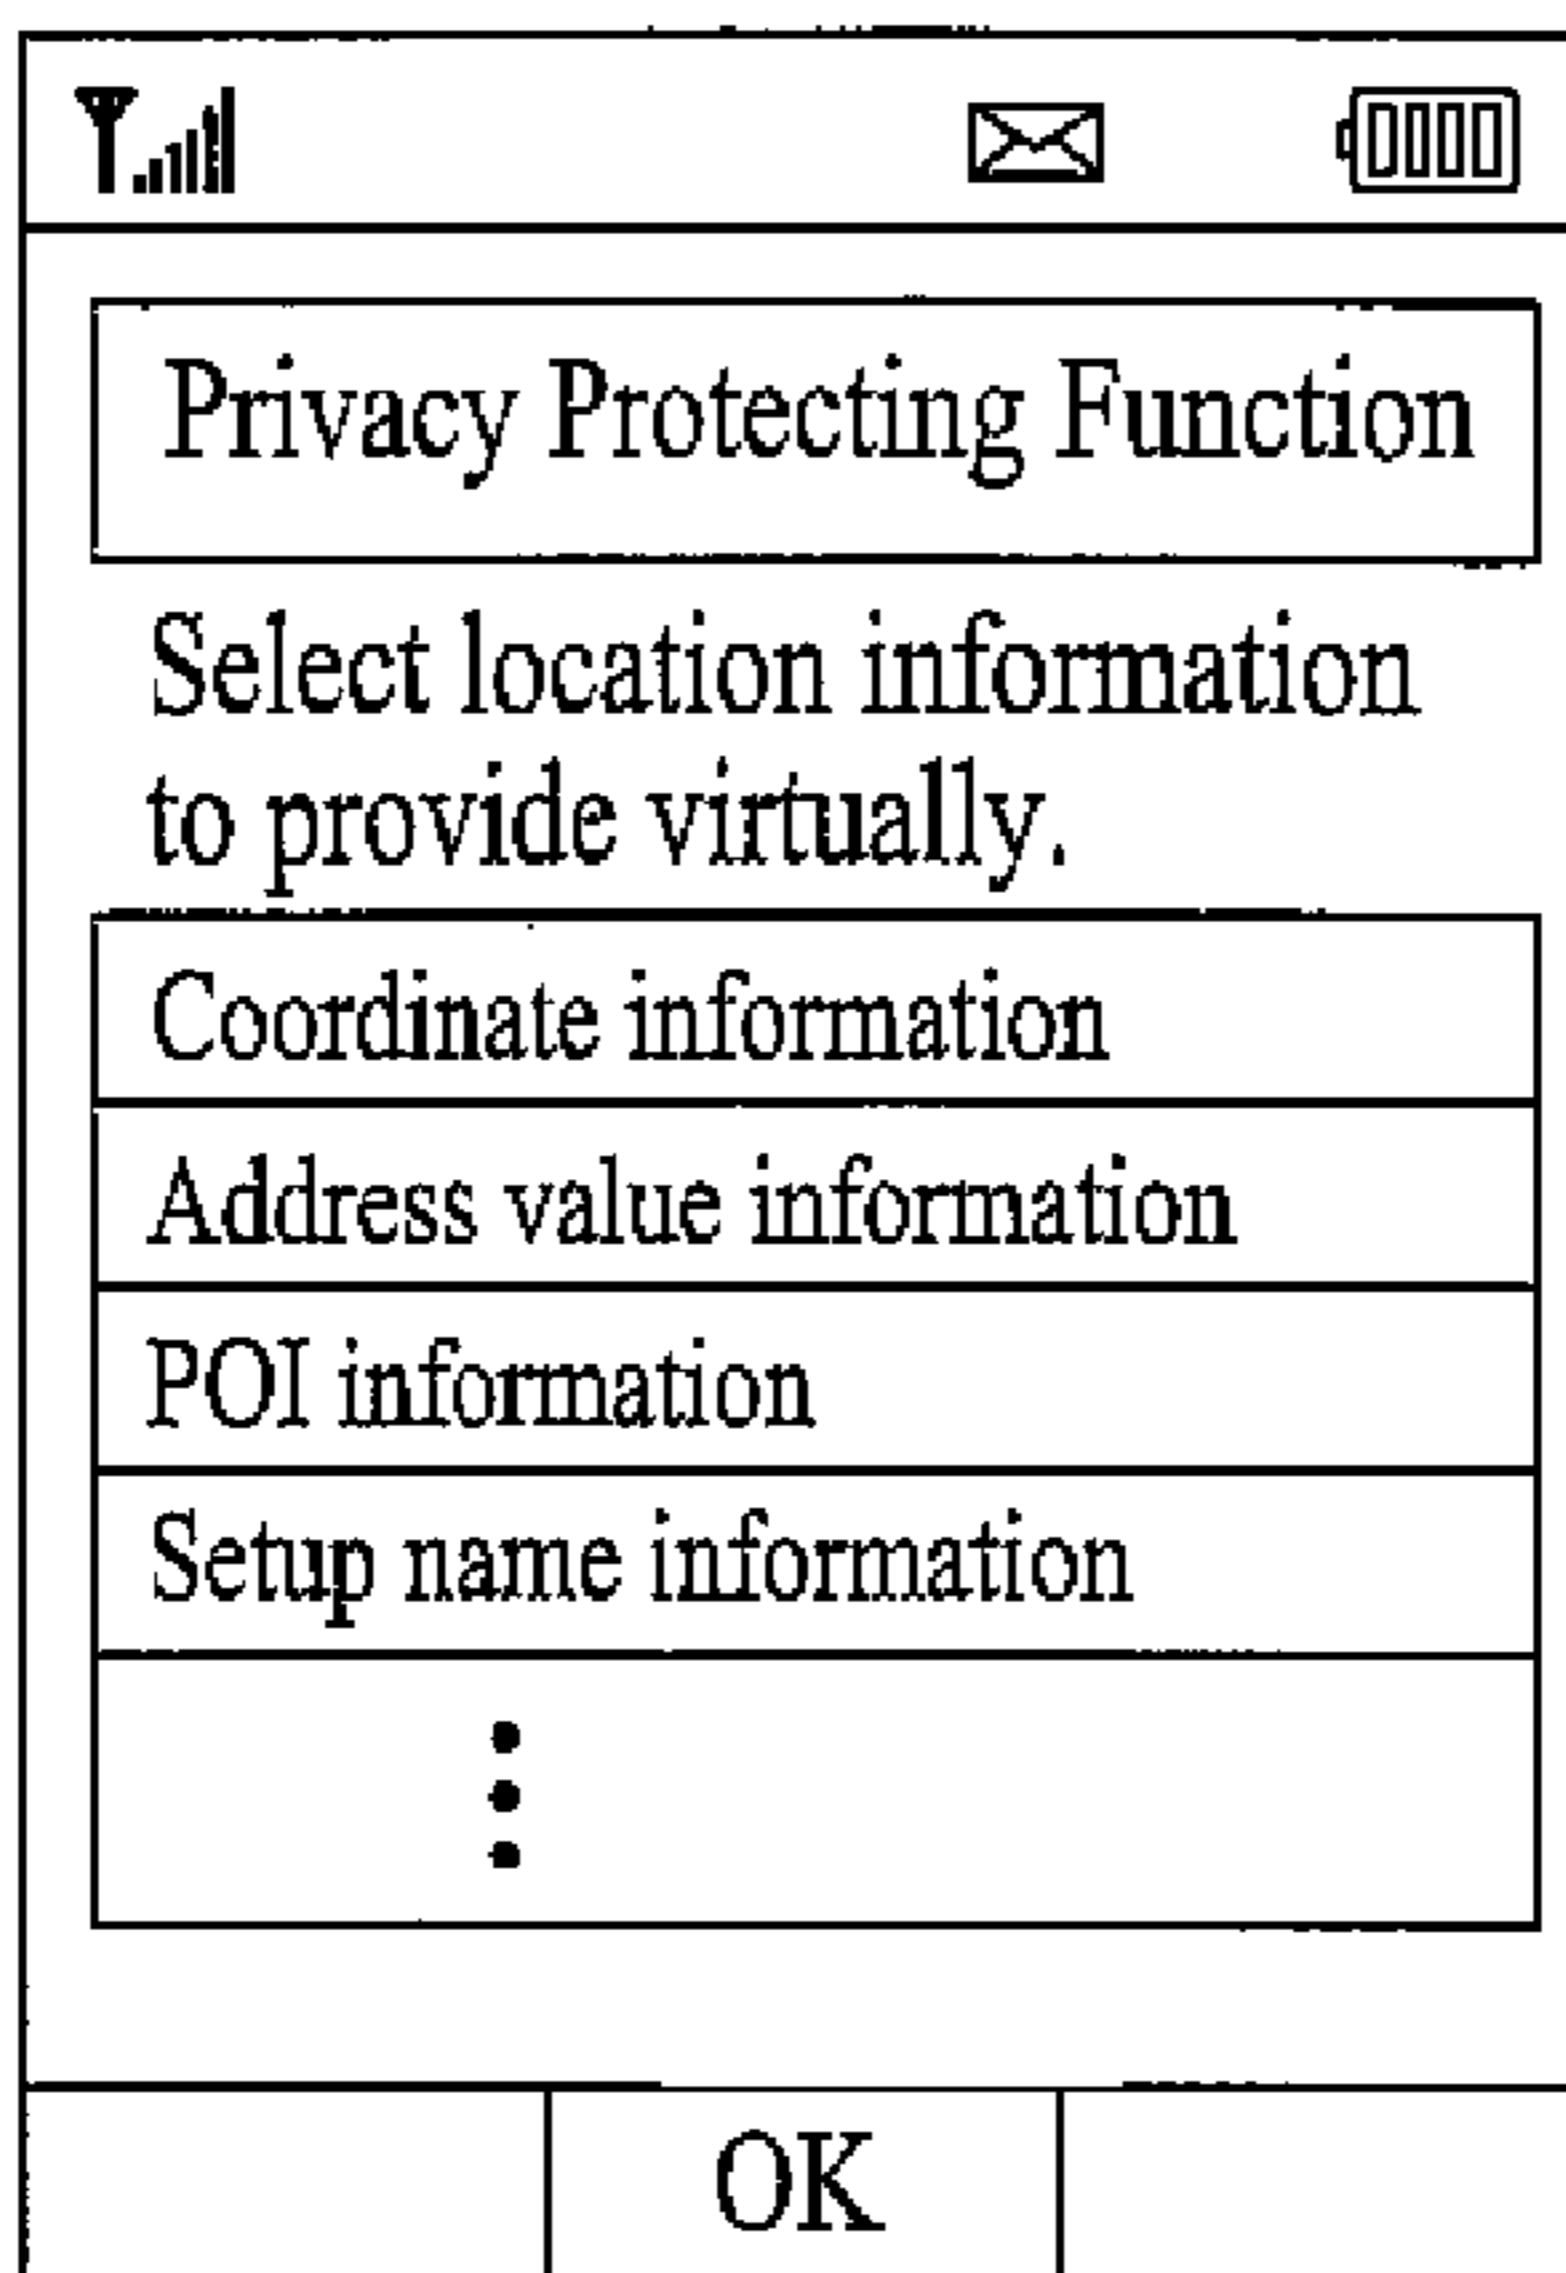 Privacy Protecting Function
Select location information
to provide virtually.
Coordinate information
Address value information
POI information
Setup name information
OK